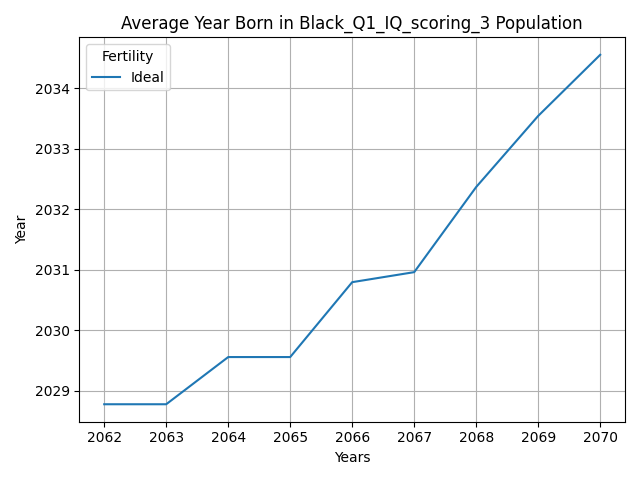 Average Year Born in Black_Q1_IQ_scoring_3 Population
Fertility
Ideal
2034
2033
2032
2031
2030
2029
Year
2062 2063 2064 2065 2066 2067 2068 2069 2070
Years